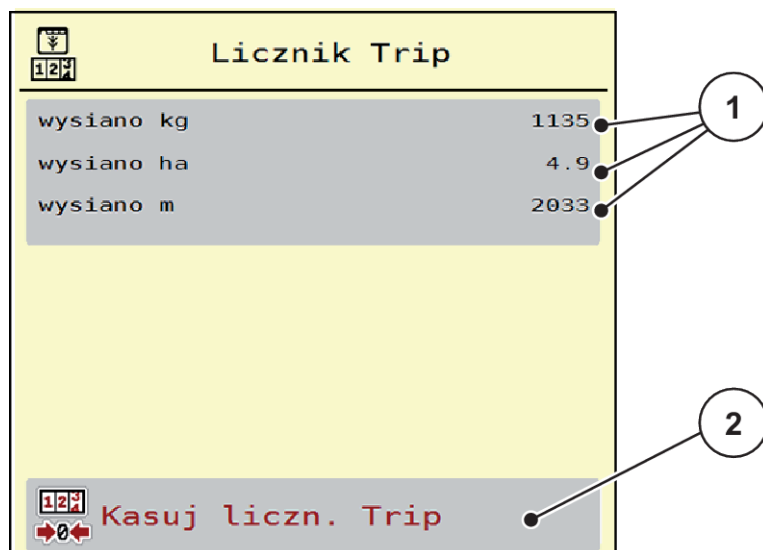 Licznik Trip
wysiano kg 1135
wysiano ha 4.9
wysiano m 2033
1
2
Kasuj liczn. Trip